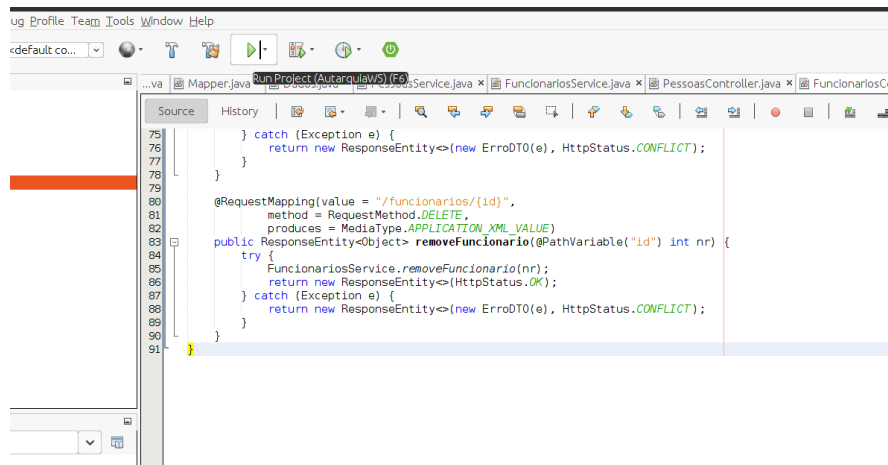 ug Profile Team Tools Window Help
<default co...
Run Project (AutarquiaWS) (F6)
...va Mapper.java Service.java FuncionariosService.java PessoasController.java FuncionariosC
Source History
75 } catch (Exception e) {
76 return new ResponseEntity<>(new ErroDTO(e), HttpStatus.CONFLICT);
77 }
78 }
79
80 @RequestMapping(value = "/funcionarios/{id}",
81 method = RequestMethod.DELETE,
82 produces = MediaType.APPLICATION_XML_VALUE)
83 public ResponseEntity<Object> removeFuncionario(@PathVariable("id") int nr) {
84 try {
85 FuncionariosService.removeFuncionario(nr);
86 return new ResponseEntity<>(HttpStatus.OK);
87 } catch (Exception e) {
88 return new ResponseEntity<>(new ErroDTO(e), HttpStatus.CONFLICT);
89 }
90 }
91 }